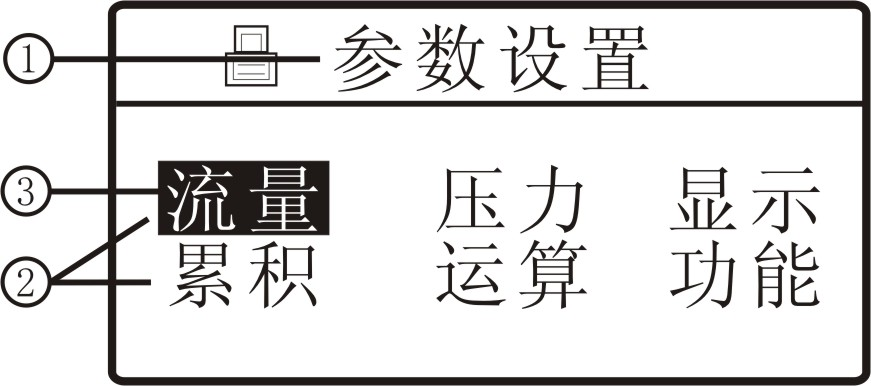 ① 参数设置
③ 流量 压力 显示
② 累积 运算 功能